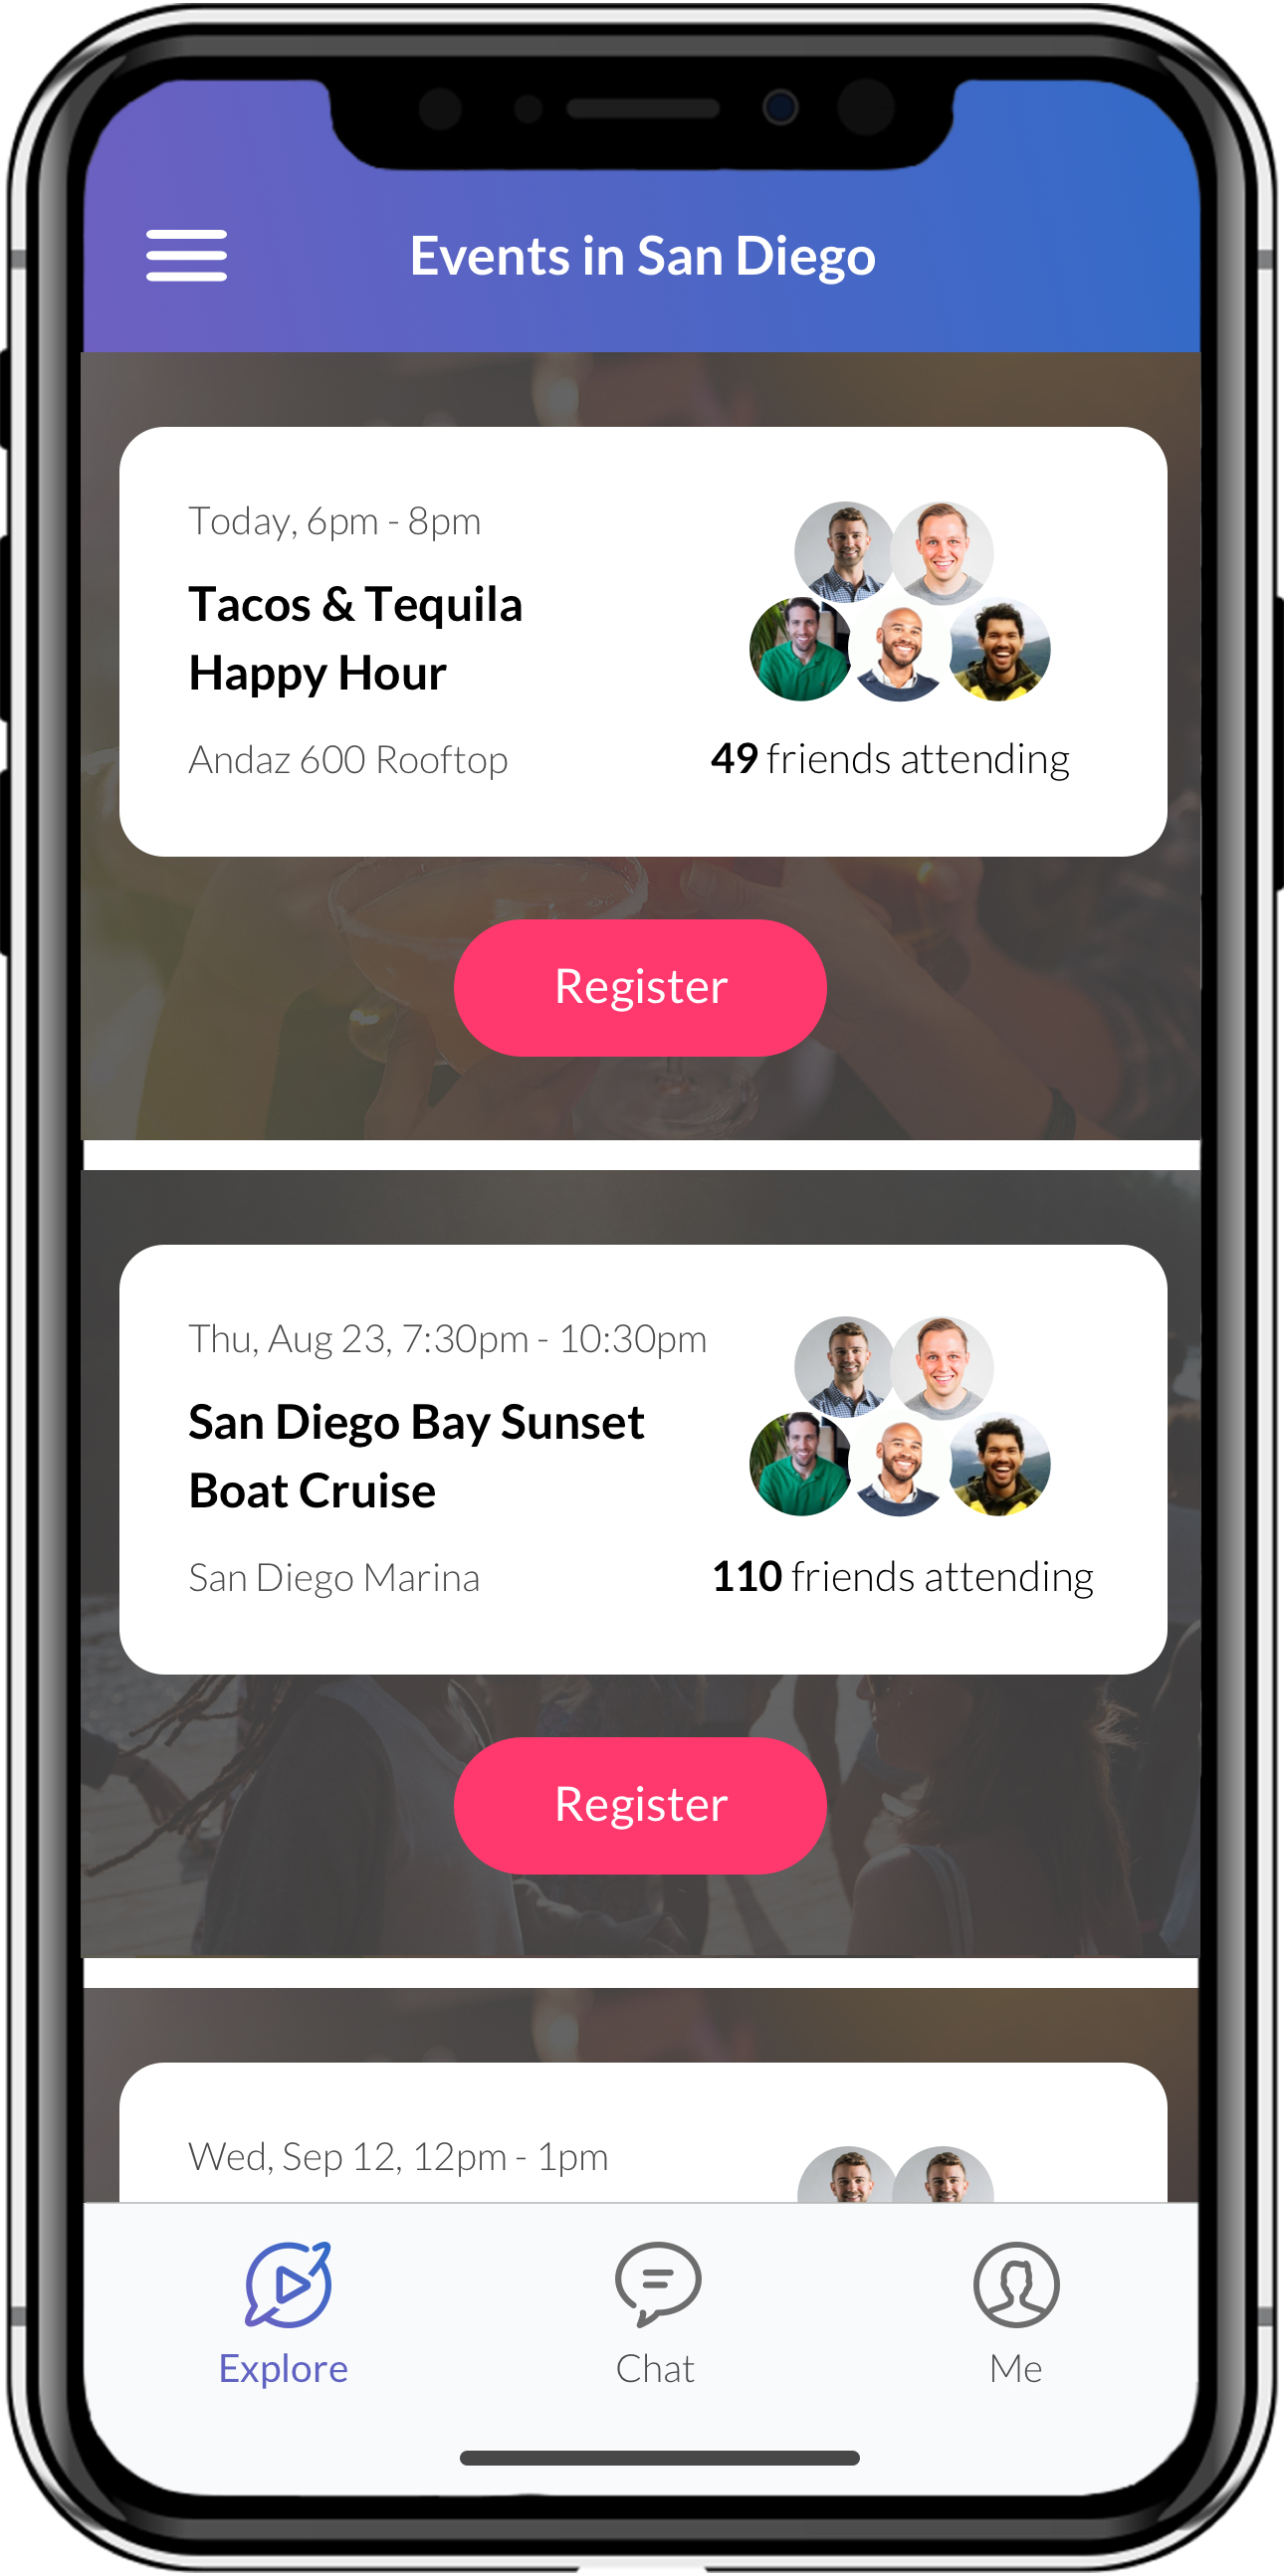 Events in San Diego
Today, 6pm - 8pm
Tacos & Tequila
Happy Hour
Andaz 600 Rooftop
49 friends attending
Register
Thu, Aug 23, 7:30pm - 10:30pm
San Diego Bay Sunset
Boat Cruise
San Diego Marina
110 friends attending
Register
Wed, Sep 12, 12pm - 1pm
Explore
Chat
Me